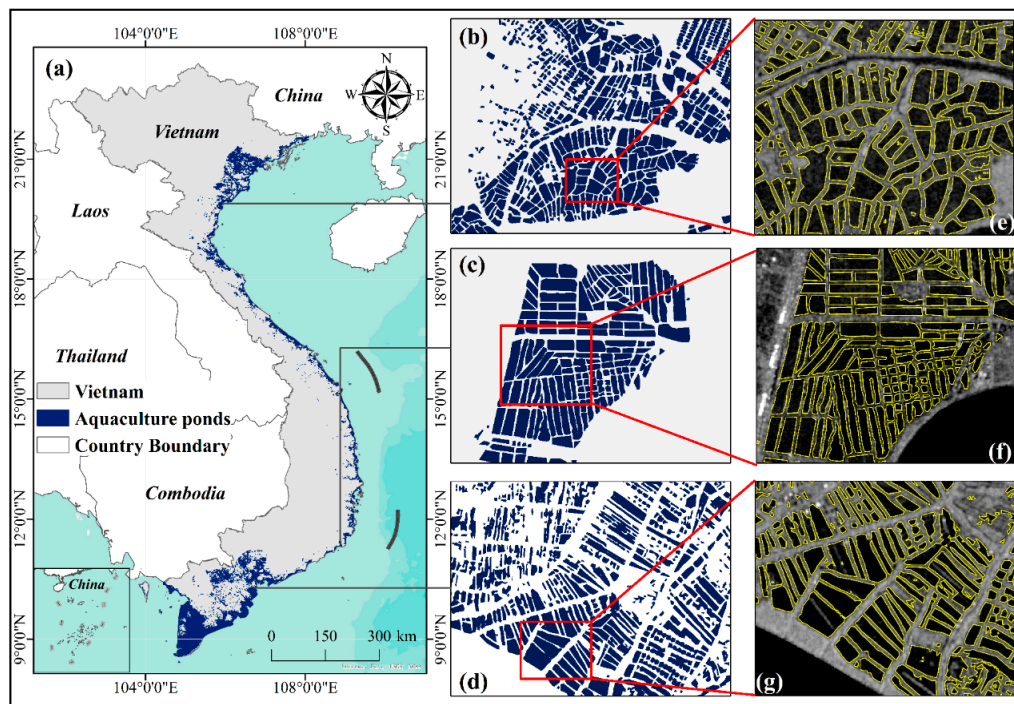 104°0'0"E
108°0'0"E
(a)
China
N
W
E
S
Vietnam
Laos
Thailand
Vietnam
Aquaculture ponds
Country Boundary
Combodia
China
0 150 300 km
104°0'0"E
108°0'0"E
21°0'0"N
18°0'0"N
15°0'0"N
12°0'0"N
9°0'0"N
21°0'0"N
18°0'0"N
15°0'0"N
12°0'0"N
9°0'0"N
(b)
(e)
(c)
(f)
(d)
(g)